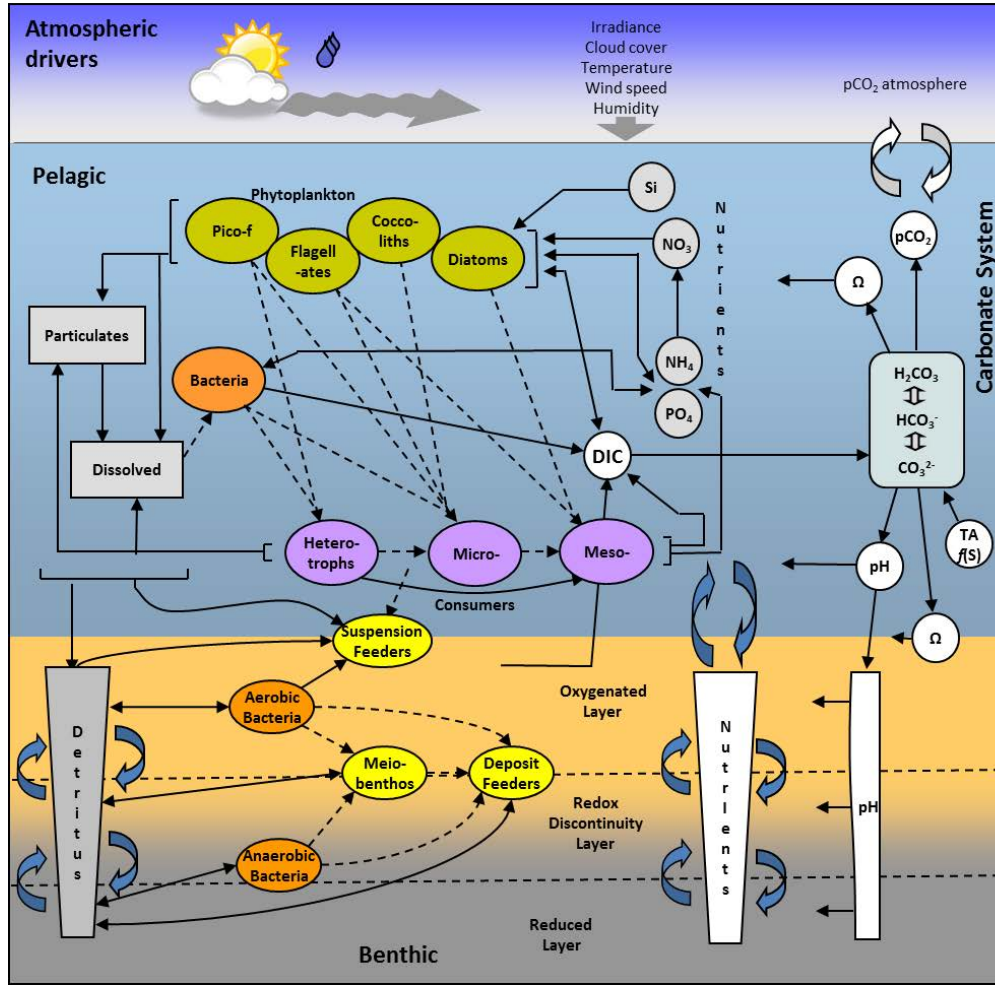 Atmospheric
drivers
Irradiance
Cloud cover
Temperature
Wind speed
Humidity
pCO₂ atmosphere
Pelagic
Phytoplankton
Pico-f
Flagell
-ates
Cocco-
liths
Diatoms
Si
NO₃
NH₄
PO₄
Nutrients
pCO₂
Ω
Carbonate System
H₂CO₃
HCO₃⁻
CO₃²⁻
Particulates
Bacteria
Dissolved
DIC
TA
f(S)
pH
Ω
Hetero-
trophs
Micro-
Meso-
Consumers
Suspension
Feeders
Aerobic
Bacteria
Oxygenated
Layer
Detritus
Meio-
benthos
Deposit
Feeders
Nutrients
pH
Redox
Discontinuity
Layer
Anaerobic
Bacteria
Reduced
Layer
Benthic